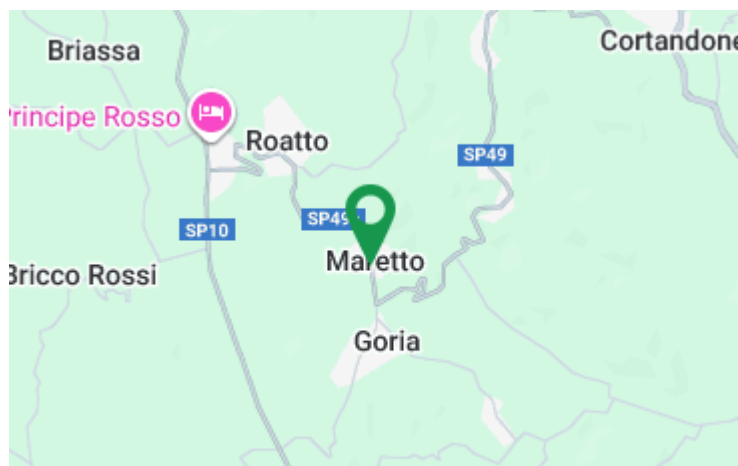 Briassa
Cortandone
Principe Rosso
Roatto
SP49
SP49
SP10
Maretto
Bricco Rossi
Goria